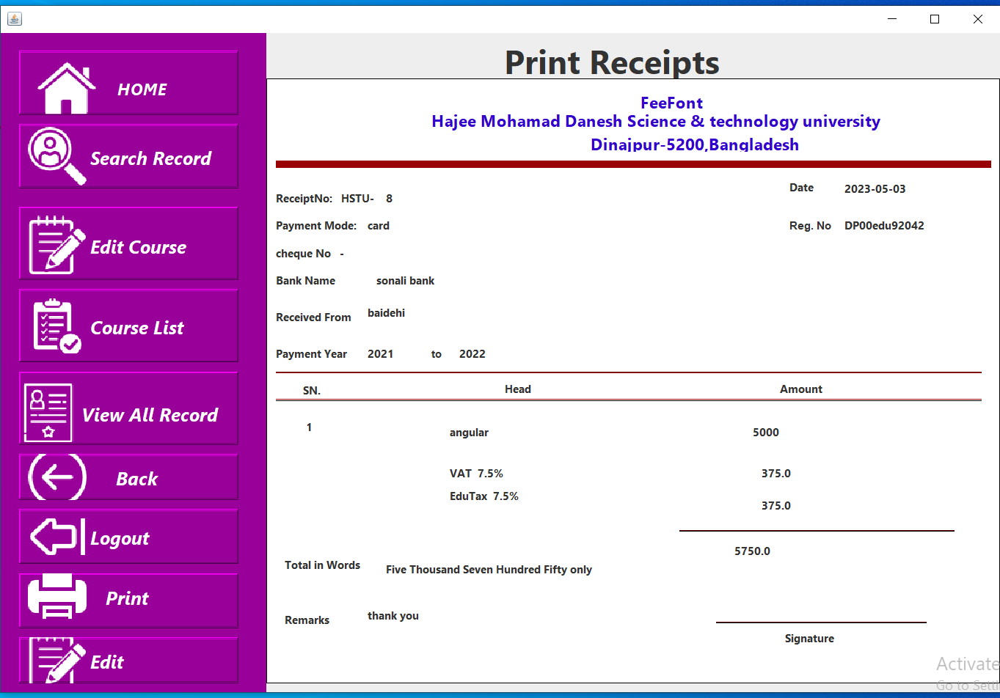 Print Receipts
HOME
Search Record
Edit Course
Course List
View All Record
Back
Logout
Print
Edit
FeeFont
Hajee Mohamad Danesh Science & technology university
Dinajpur-5200,Bangladesh
Date 2023-05-03
ReceiptNo: HSTU- 8
Payment Mode: card
Reg. No DP00edu92042
cheque No -
Bank Name sonali bank
Received From baidehi
Payment Year 2021 to 2022
SN. Head Amount
1 angular 5000
VAT 7.5% 375.0
EduTax 7.5% 375.0
5750.0
Total in Words Five Thousand Seven Hundred Fifty only
Remarks thank you
Signature
Activate
Go to Setti